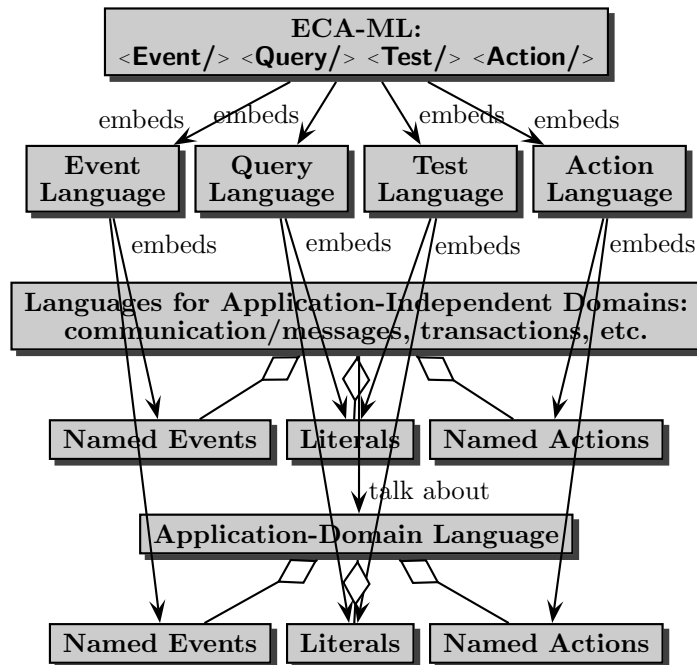 ECA-ML:
<Event/> <Query/> <Test/> <Action/>
embeds embeds embeds embeds
Event Language
Query Language
Test Language
Action Language
embeds embeds embeds embeds
Languages for Application-Independent Domains:
communication/messages, transactions, etc.
Named Events Literals Named Actions
talk about
Application-Domain Language
Named Events Literals Named Actions